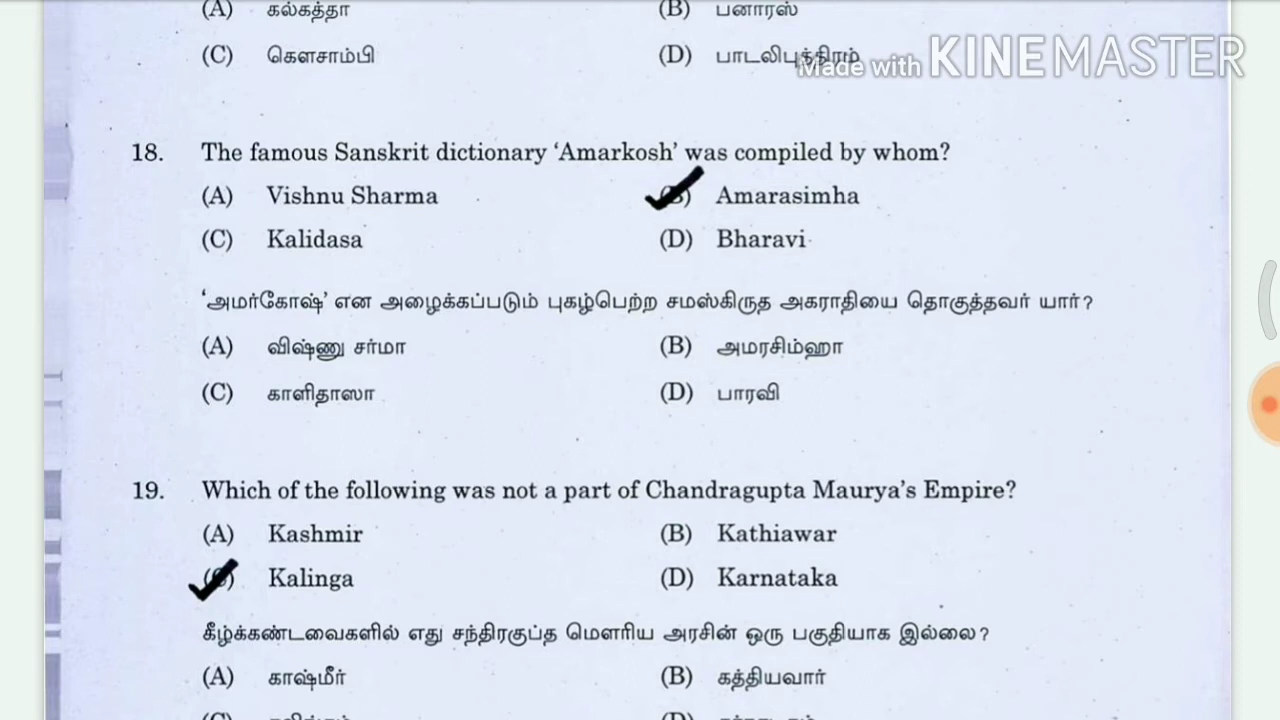 (A) கல்கத்தா (B) பனாரஸ்
(C) கௌசாம்பி (D) பாடலிபுத்திரம்
Made with KINEMASTER
18. The famous Sanskrit dictionary ‘Amarkosh’ was compiled by whom?
(A) Vishnu Sharma (B) Amarasimha
(C) Kalidasa (D) Bharavi
‘அமர்கோஷ்’ என அழைக்கப்படும் புகழ்பெற்ற சமஸ்கிருத அகராதியை தொகுத்தவர் யார்?
(A) விஷ்ணு சர்மா (B) அமரசிம்ஹா
(C) காளிதாஸா (D) பாரவி
19. Which of the following was not a part of Chandragupta Maurya’s Empire?
(A) Kashmir (B) Kathiawar
(C) Kalinga (D) Karnataka
கீழ்க்கண்டவைகளில் எது சந்திரகுப்த மௌரிய அரசின் ஒரு பகுதியாக இல்லை?
(A) காஷ்மீர் (B) கத்தியவார்